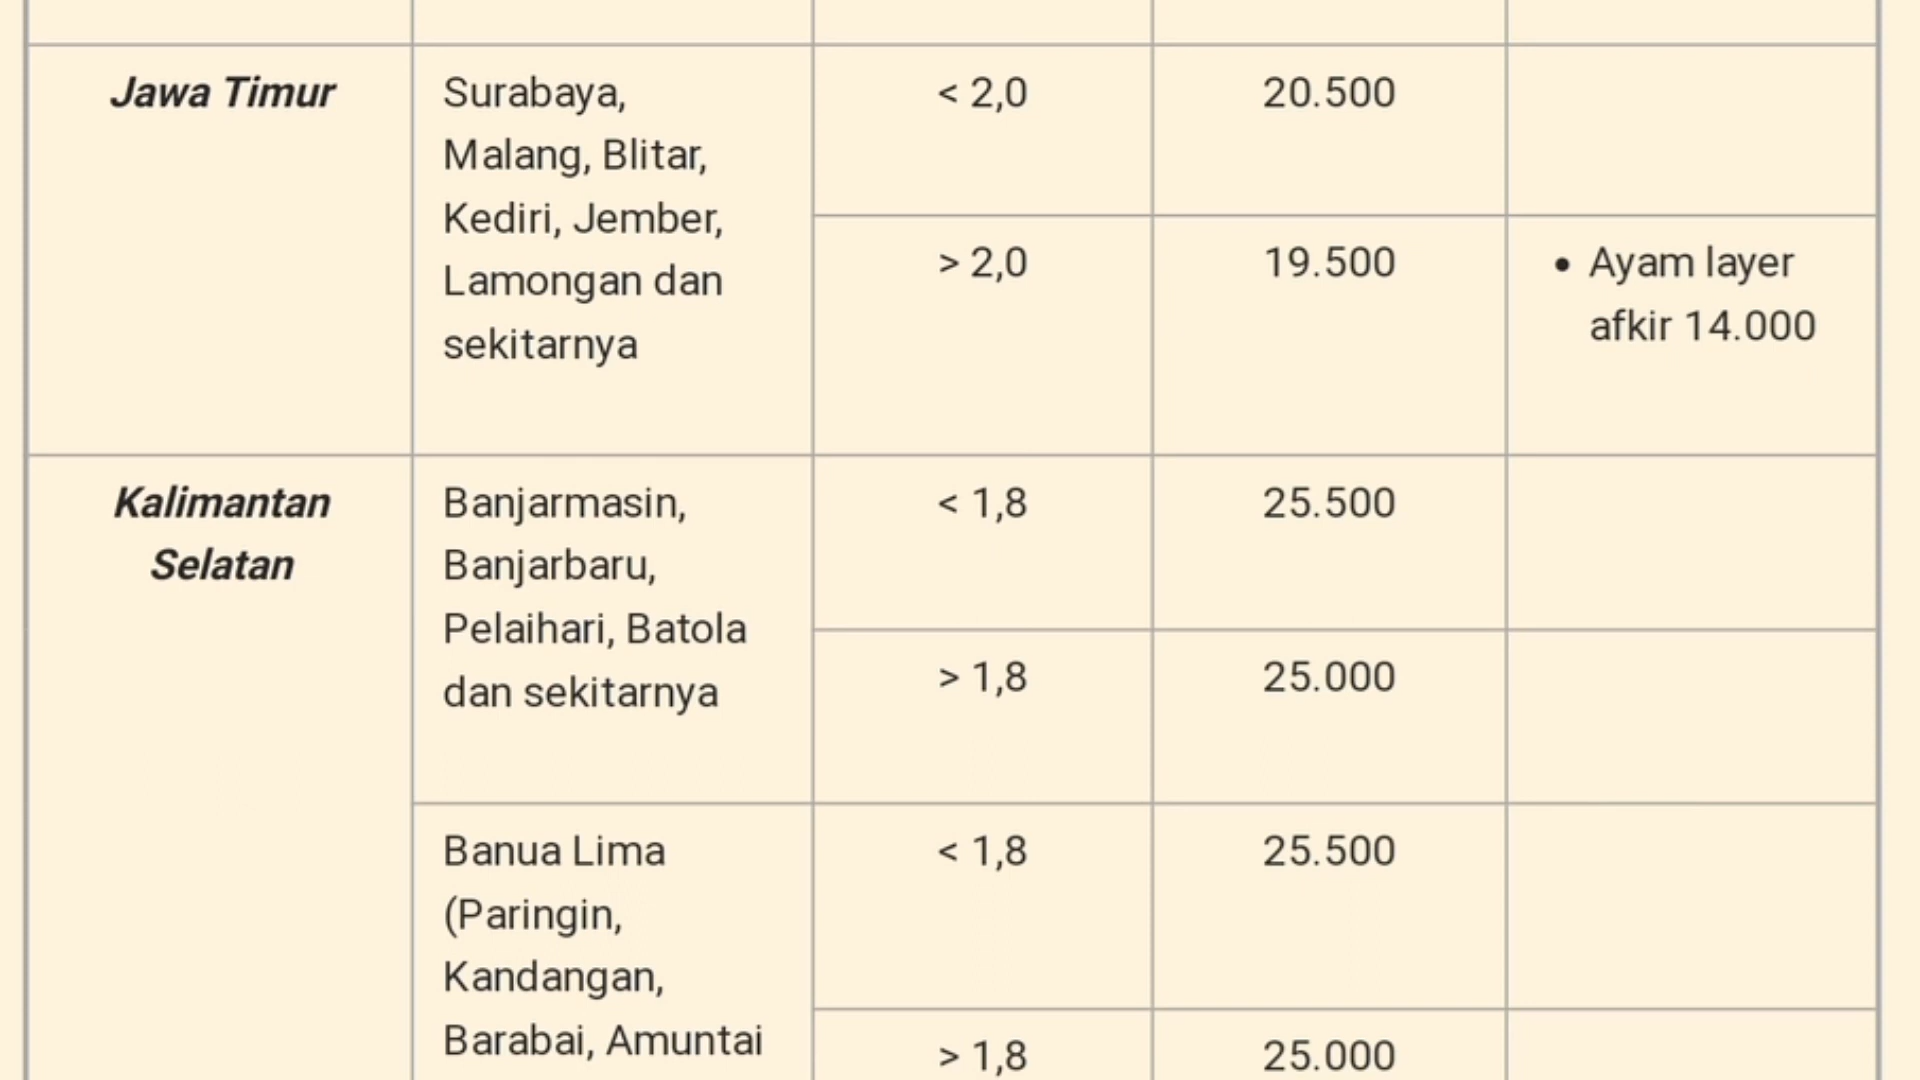 Jawa Timur
Surabaya,
Malang, Blitar,
Kediri, Jember,
Lamongan dan
sekitarnya
< 2,0
20.500
> 2,0
19.500
• Ayam layer
afkir 14.000
Kalimantan
Selatan
Banjarmasin,
Banjarbaru,
Pelaihari, Batola
dan sekitarnya
< 1,8
25.500
> 1,8
25.000
Banua Lima
(Paringin,
Kandangan,
Barabai, Amuntai
< 1,8
25.500
> 1,8
25.000